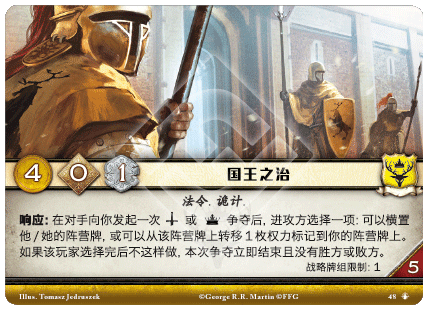 4 0 1 国王之治
法令. 诡计.
响应: 在对手向你发起一次 或 争夺后, 进攻方选择一项: 可以横置
他/她的阵营牌, 或可以从该阵营牌上转移1枚权力标记到你的阵营牌上。
如果该玩家选择完后不这样做, 本次争夺立即结束且没有胜方或败方。
战略牌组限制: 1
5
Illus. Tomasz Jedruszek ©George R.R. Martin ©FFG 48